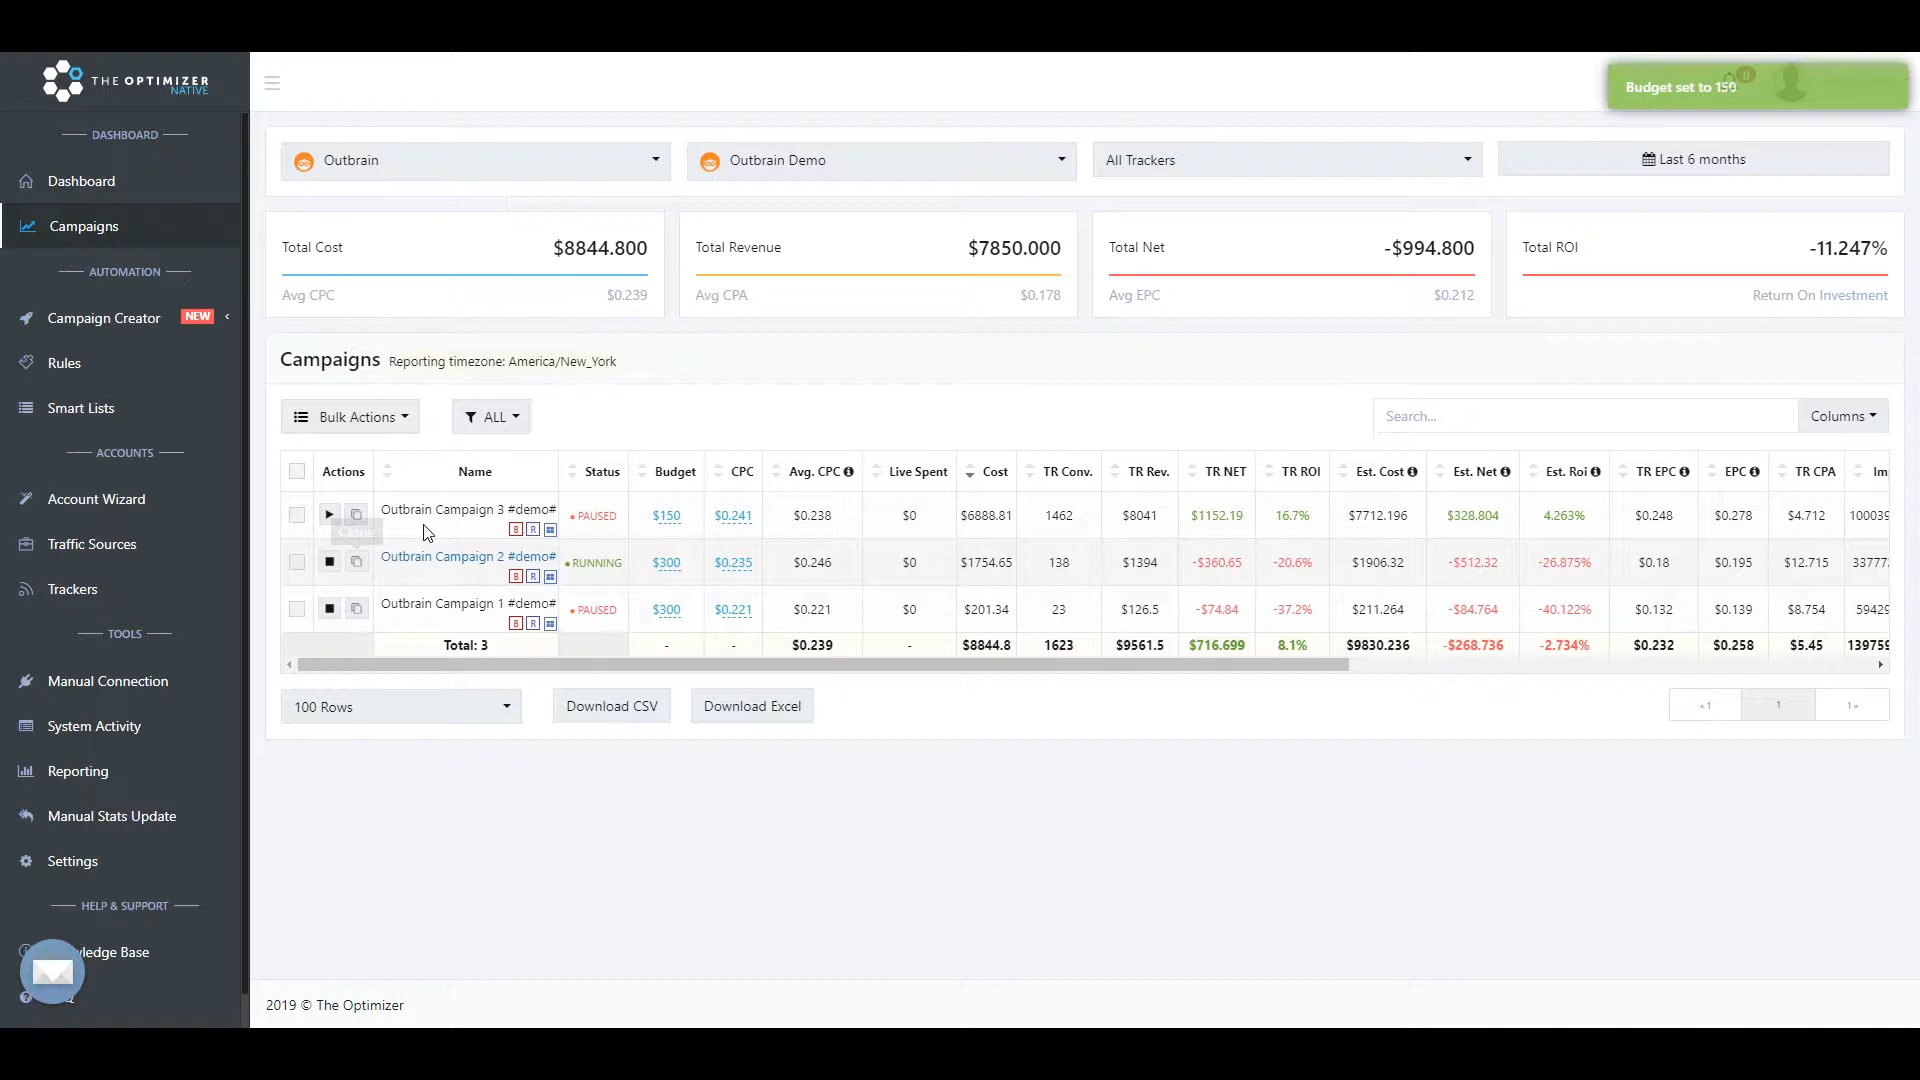 THE OPTIMIZER
NATIVE
DASHBOARD
Dashboard
Campaigns
AUTOMATION
Campaign Creator NEW
Rules
Smart Lists
ACCOUNTS
Account Wizard
Traffic Sources
Trackers
TOOLS
Manual Connection
System Activity
Reporting
Manual Stats Update
Settings
HELP & SUPPORT
ledge Base
Budget set to 150
Outbrain
Outbrain Demo
All Trackers
Last 6 months
Total Cost $8844.800
Avg CPC $0.239
Total Revenue $7850.000
Avg CPA $0.178
Total Net -$994.800
Avg EPC $0.212
Total ROI -11.247%
Return On Investment
Campaigns Reporting timezone: America/New_York
Bulk Actions ALL Search... Columns
Actions Name Status Budget CPC Avg. CPC Live Spent Cost TR Conv. TR Rev. TR NET TR ROI Est. Cost Est. Net Est. Roi TR EPC EPC TR CPA Im
Outbrain Campaign 3 #demo# PAUSED $150 $0.241 $0.238 $0 $6888.81 1462 $8041 $1152.19 16.7% $7712.196 $328.804 4.263% $0.248 $0.278 $4.712 100039
B R
Clone
Outbrain Campaign 2 #demo# RUNNING $300 $0.235 $0.246 $0 $1754.65 138 $1394 -$360.65 -20.6% $1906.32 -$512.32 -26.875% $0.18 $0.195 $12.715 33777
B R
Outbrain Campaign 1 #demo# PAUSED $300 $0.221 $0.221 $0 $201.34 23 $126.5 -$74.84 -37.2% $211.264 -$84.764 -40.122% $0.132 $0.139 $8.754 59429
B R
Total: 3 - - $0.239 - $8844.8 1623 $9561.5 $716.699 8.1% $9830.236 -$268.736 -2.734% $0.232 $0.258 $5.45 139759
100 Rows Download CSV Download Excel « 1 1 1 »
2019 © The Optimizer